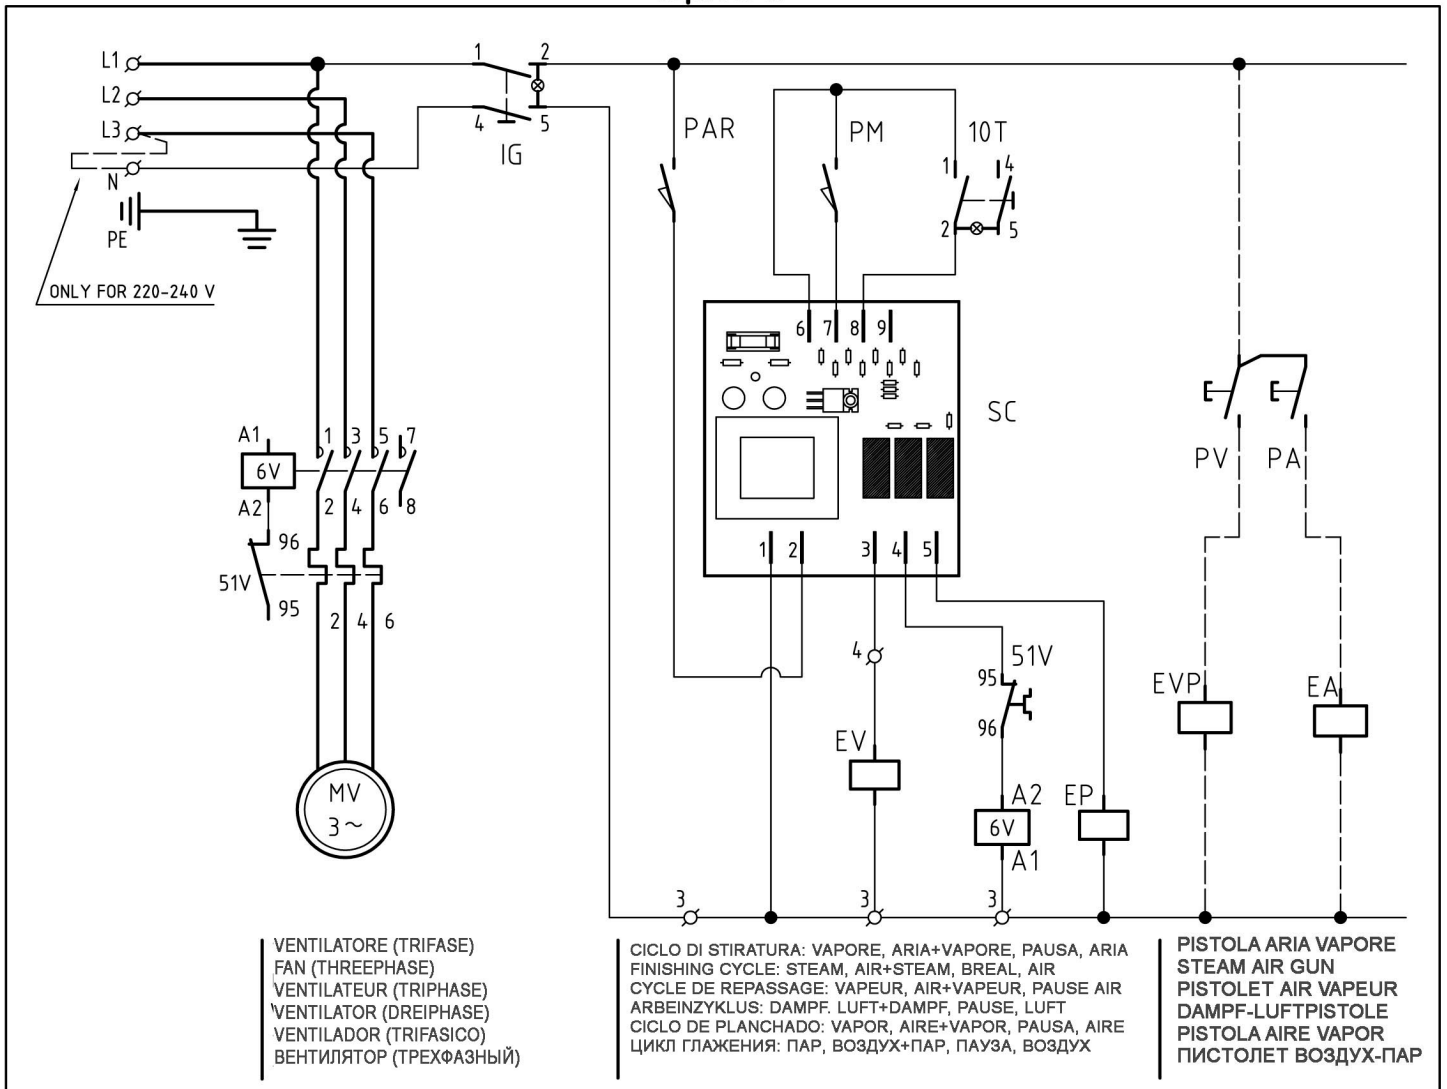 L1
1
2
L2
L3
PAR
PM
10T
4
5
IG
1
4
N
2
5
PE
ONLY FOR 220-240 V
6
7
8
9
SC
A1
1
3
5
7
6V
PV
PA
A2
2
4
6
8
96
1
2
3
4
5
51V
95
2
4
6
4
51V
95
EVP
EA
96
EV
MV
3~
A2
EP
6V
A1
3
3
3
VENTILATORE (TRIFASE)
FAN (THREEPHASE)
VENTILATEUR (TRIPHASE)
VENTILATOR (DREIPHASE)
VENTILADOR (TRIFASICO)
ВЕНТИЛЯТОР (ТРЕХФАЗНЫЙ)
CICLO DI STIRATURA: VAPORE, ARIA+VAPORE, PAUSA, ARIA
FINISHING CYCLE: STEAM, AIR+STEAM, BREAL, AIR
CYCLE DE REPASSAGE: VAPEUR, AIR+VAPEUR, PAUSE AIR
ARBEINZYKLUS: DAMPF. LUFT+DAMPF, PAUSE, LUFT
CICLO DE PLANCHADO: VAPOR, AIRE+VAPOR, PAUSA, AIRE
ЦИКЛ ГЛАЖЕНИЯ: ПАР, ВОЗДУХ+ПАР, ПАУЗА, ВОЗДУХ
PISTOLA ARIA VAPORE
STEAM AIR GUN
PISTOLET AIR VAPEUR
DAMPF-LUFTPISTOLE
PISTOLA AIRE VAPOR
ПИСТОЛЕТ ВОЗДУХ-ПАР